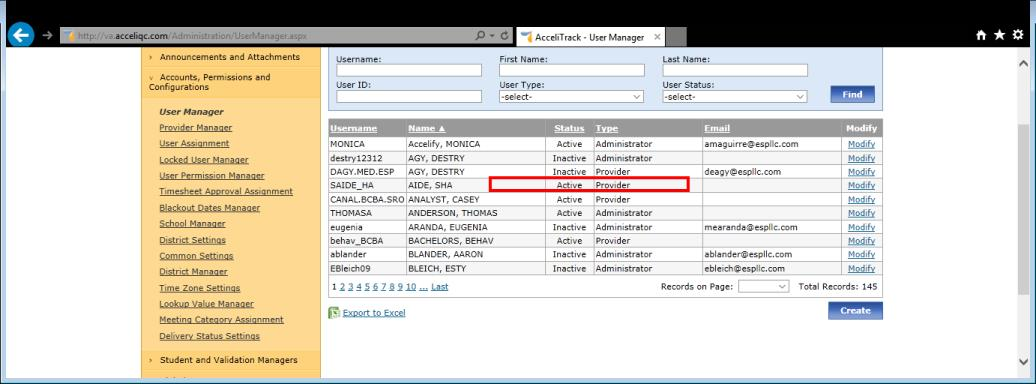 http://va.acceliqc.com/Administration/UserManager.aspx
AcceliTrack - User Manager
Announcements and Attachments
Accounts, Permissions and
Configurations
User Manager
Provider Manager
User Assignment
Locked User Manager
User Permission Manager
Timesheet Approval Assignment
Blackout Dates Manager
School Manager
District Settings
Common Settings
District Manager
Time Zone Settings
Lookup Value Manager
Meeting Category Assignment
Delivery Status Settings
Student and Validation Managers
Username: First Name: Last Name:
User ID: User Type: User Status:
-select- -select- Find
Username Name ▲ Status Type Email Modify
MONICA Accelify, MONICA Active Administrator amaguirre@espllc.com Modify
destry12312 AGY, DESTRY Inactive Administrator Modify
DAGY.MED.ESP AGY, DESTRY Inactive Provider deagy@espllc.com Modify
SAIDE_HA AIDE, SHA Active Provider Modify
CANAL.BCBA.SRO ANALYST, CASEY Active Provider Modify
THOMASA ANDERSON, THOMAS Active Administrator Modify
eugenia ARANDA, EUGENIA Inactive Administrator mearanda@espllc.com Modify
behav_BCBA BACHELORS, BEHAV Active Provider Modify
ablander BLANDER, AARON Inactive Administrator ablander@espllc.com Modify
EBleich09 BLEICH, ESTY Inactive Administrator ebleich@espllc.com Modify
1 2 3 4 5 6 7 8 9 10 ... Last Records on Page: Total Records: 145
Export to Excel Create